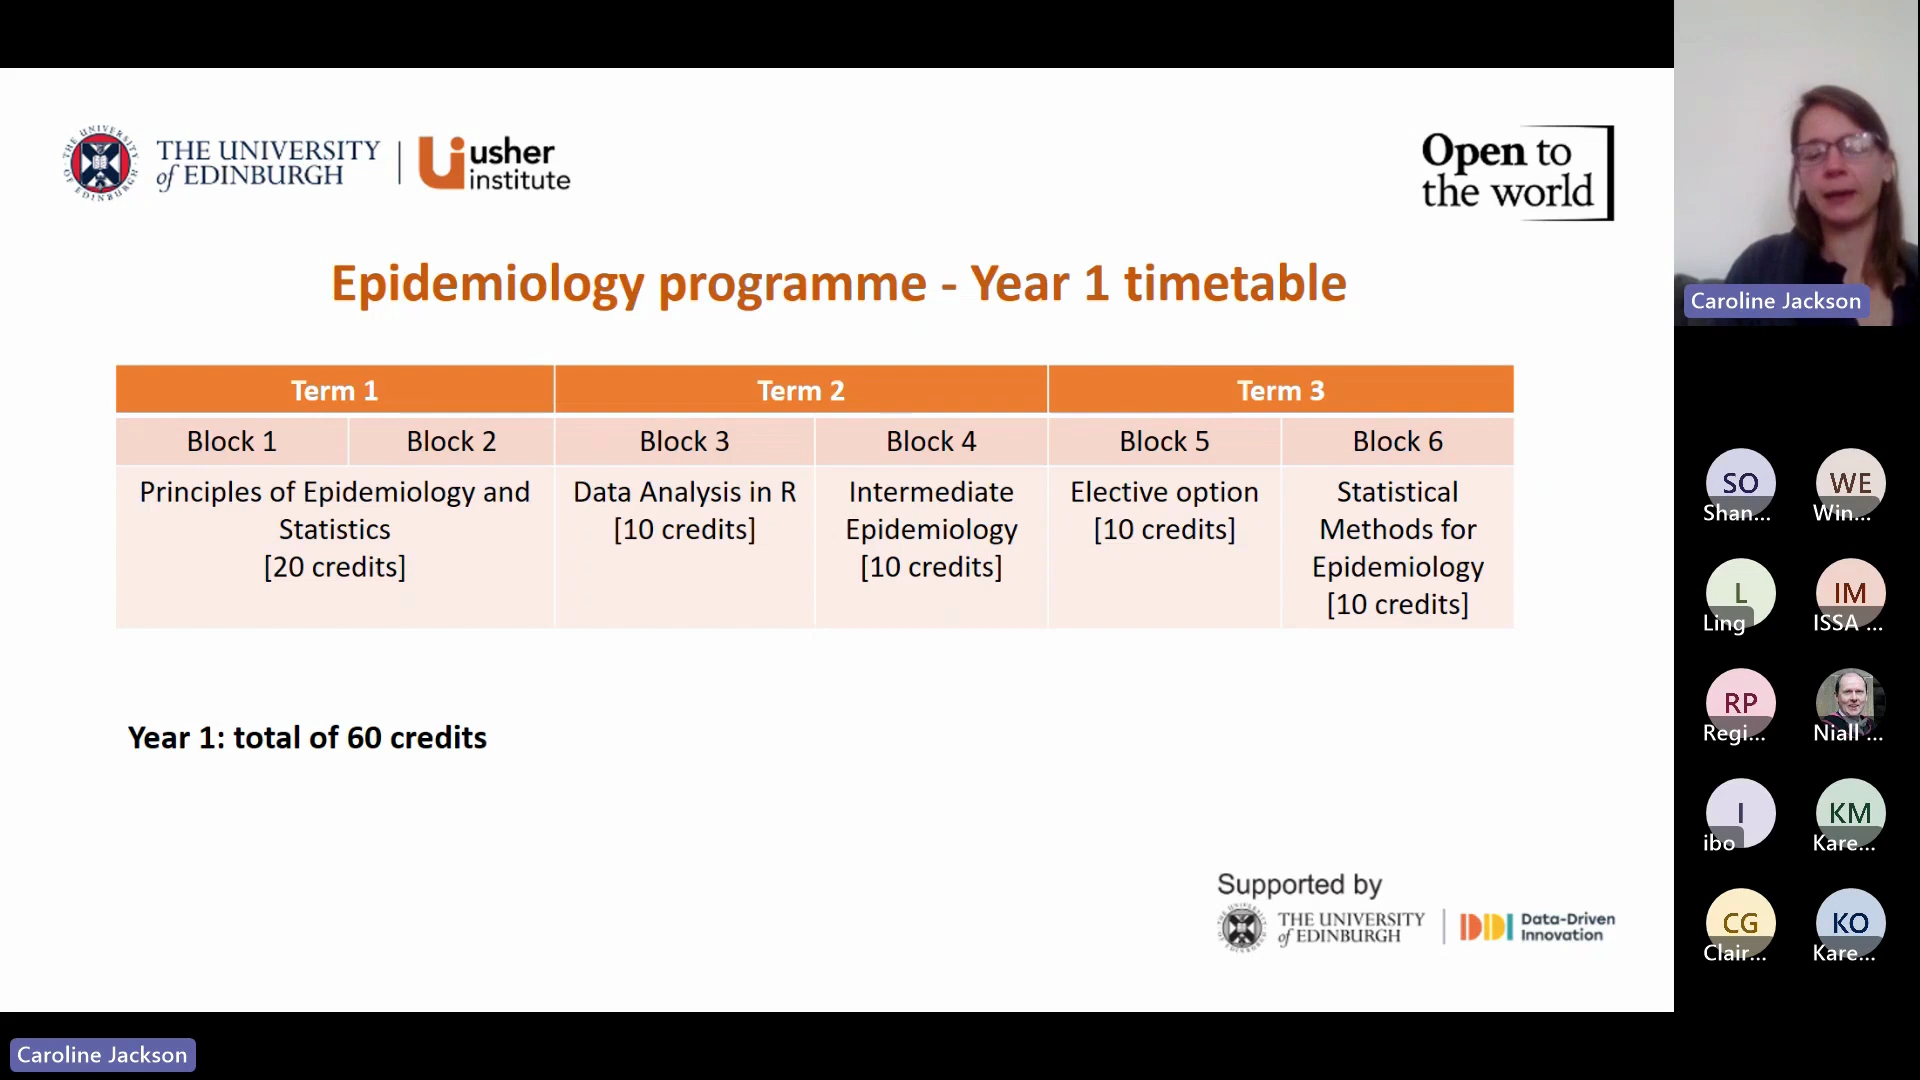 THE UNIVERSITY
of EDINBURGH
usher
institute
Open to
the world
Epidemiology programme - Year 1 timetable
Term 1 Term 2 Term 3
Block 1 Block 2 Block 3 Block 4 Block 5 Block 6
Principles of Epidemiology and
Statistics
[20 credits]
Data Analysis in R
[10 credits]
Intermediate
Epidemiology
[10 credits]
Elective option
[10 credits]
Statistical
Methods for
Epidemiology
[10 credits]
Year 1: total of 60 credits
Supported by
THE UNIVERSITY
of EDINBURGH
DDI
Data-Driven
Innovation
Caroline Jackson
SO WE
Shan... Win...
L IM
Ling ISSA ...
RP
Regi... Niall ...
I KM
ibo Kare...
CG KO
Clair... Kare...
Caroline Jackson